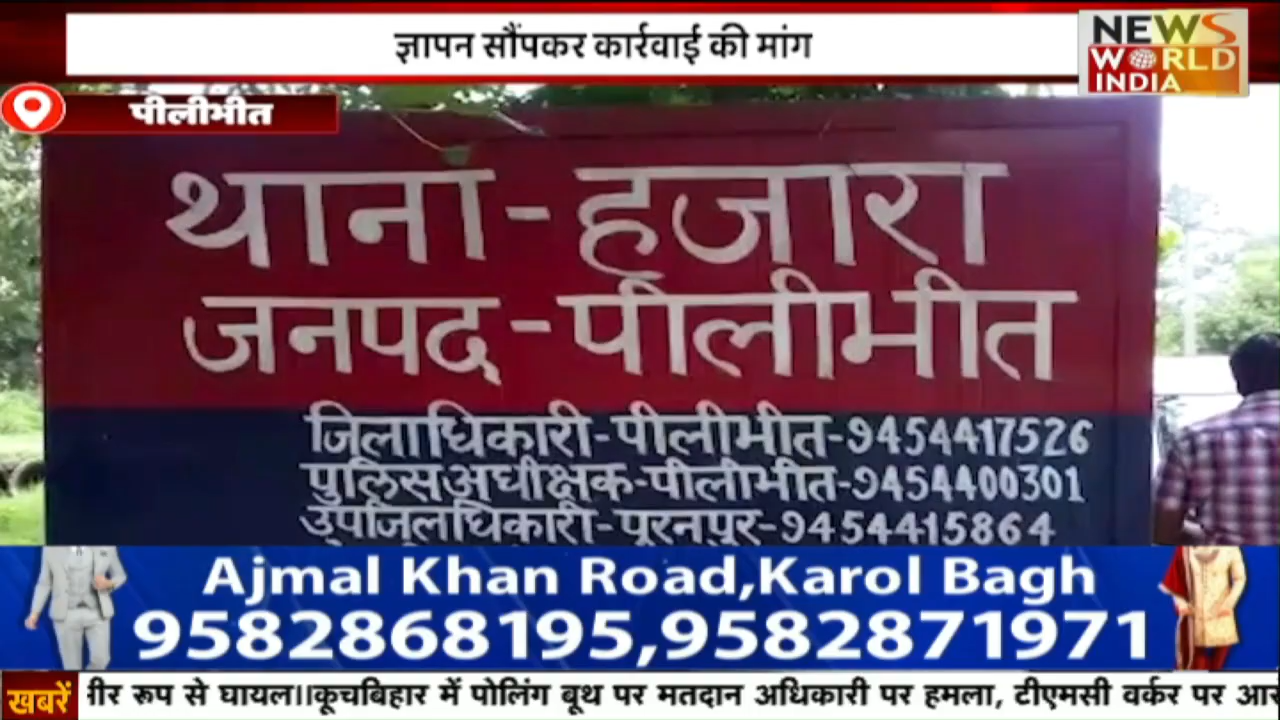 ज्ञापन सौंपकर कार्रवाई की मांग
NEWS
WORLD
INDIA
पीलीभीत
थाना-हजारा
जनपद-पीलीभीत
जिलाधिकारी-पीलीभीत-9454417526
पुलिसअधीक्षक-पीलीभीत-9454400301
उपजिलाधिकारी-पूरनपुर-9454415864
Ajmal Khan Road,Karol Bagh
9582868195,9582871971
खबरें
रूप से घायल।।कूचबिहार में पोलिंग बूथ पर मतदान अधिकारी पर हमला, टीएमसी वर्कर पर